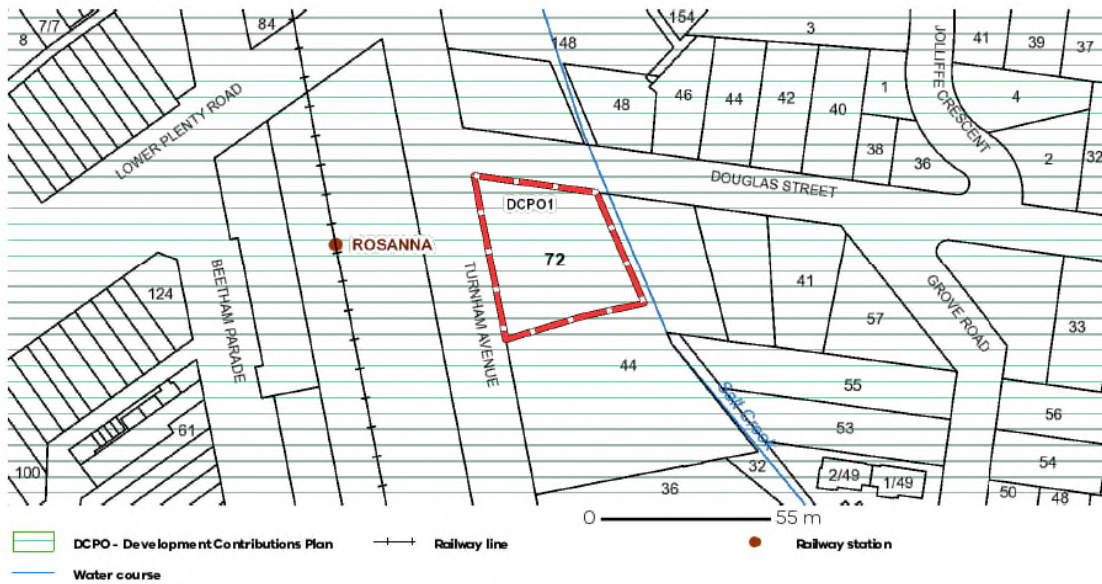 7/7
84
154
3
41
39
37
8
148
JOLLIFFE CRESCENT
LOWER PLENTY ROAD
48
46
44
42
40
1
4
38
36
2
32
DOUGLAS STREET
DCPO1
ROSANNA
72
BEETHAM PARADE
TURNHAM AVENUE
124
41
57
GROVE ROAD
33
44
55
Salt Creek
56
53
61
54
100
32
2/49
1/49
36
50
48
0 55 m
DCPO - Development Contributions Plan
Railway line
Railway station
Water course